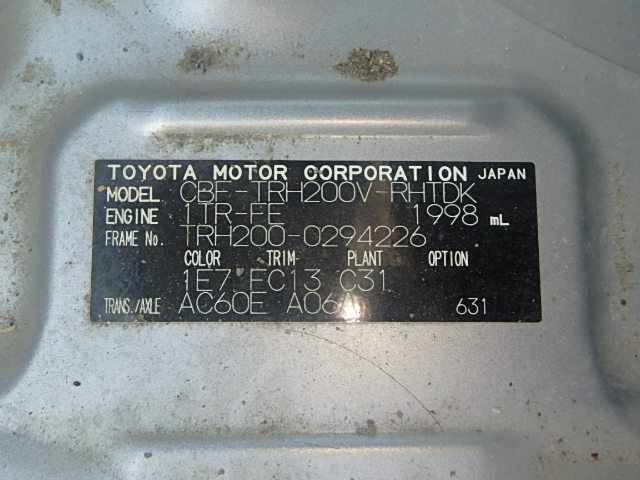 TOYOTA MOTOR CORPORATION JAPAN
MODEL CBF-TRH200V-RHTDK
ENGINE 1TR-FE 1998 mL
FRAME No. TRH200-0294226
COLOR TRIM PLANT OPTION
1E7 EC13 C31
TRANS./AXLE AC60E A06A 631